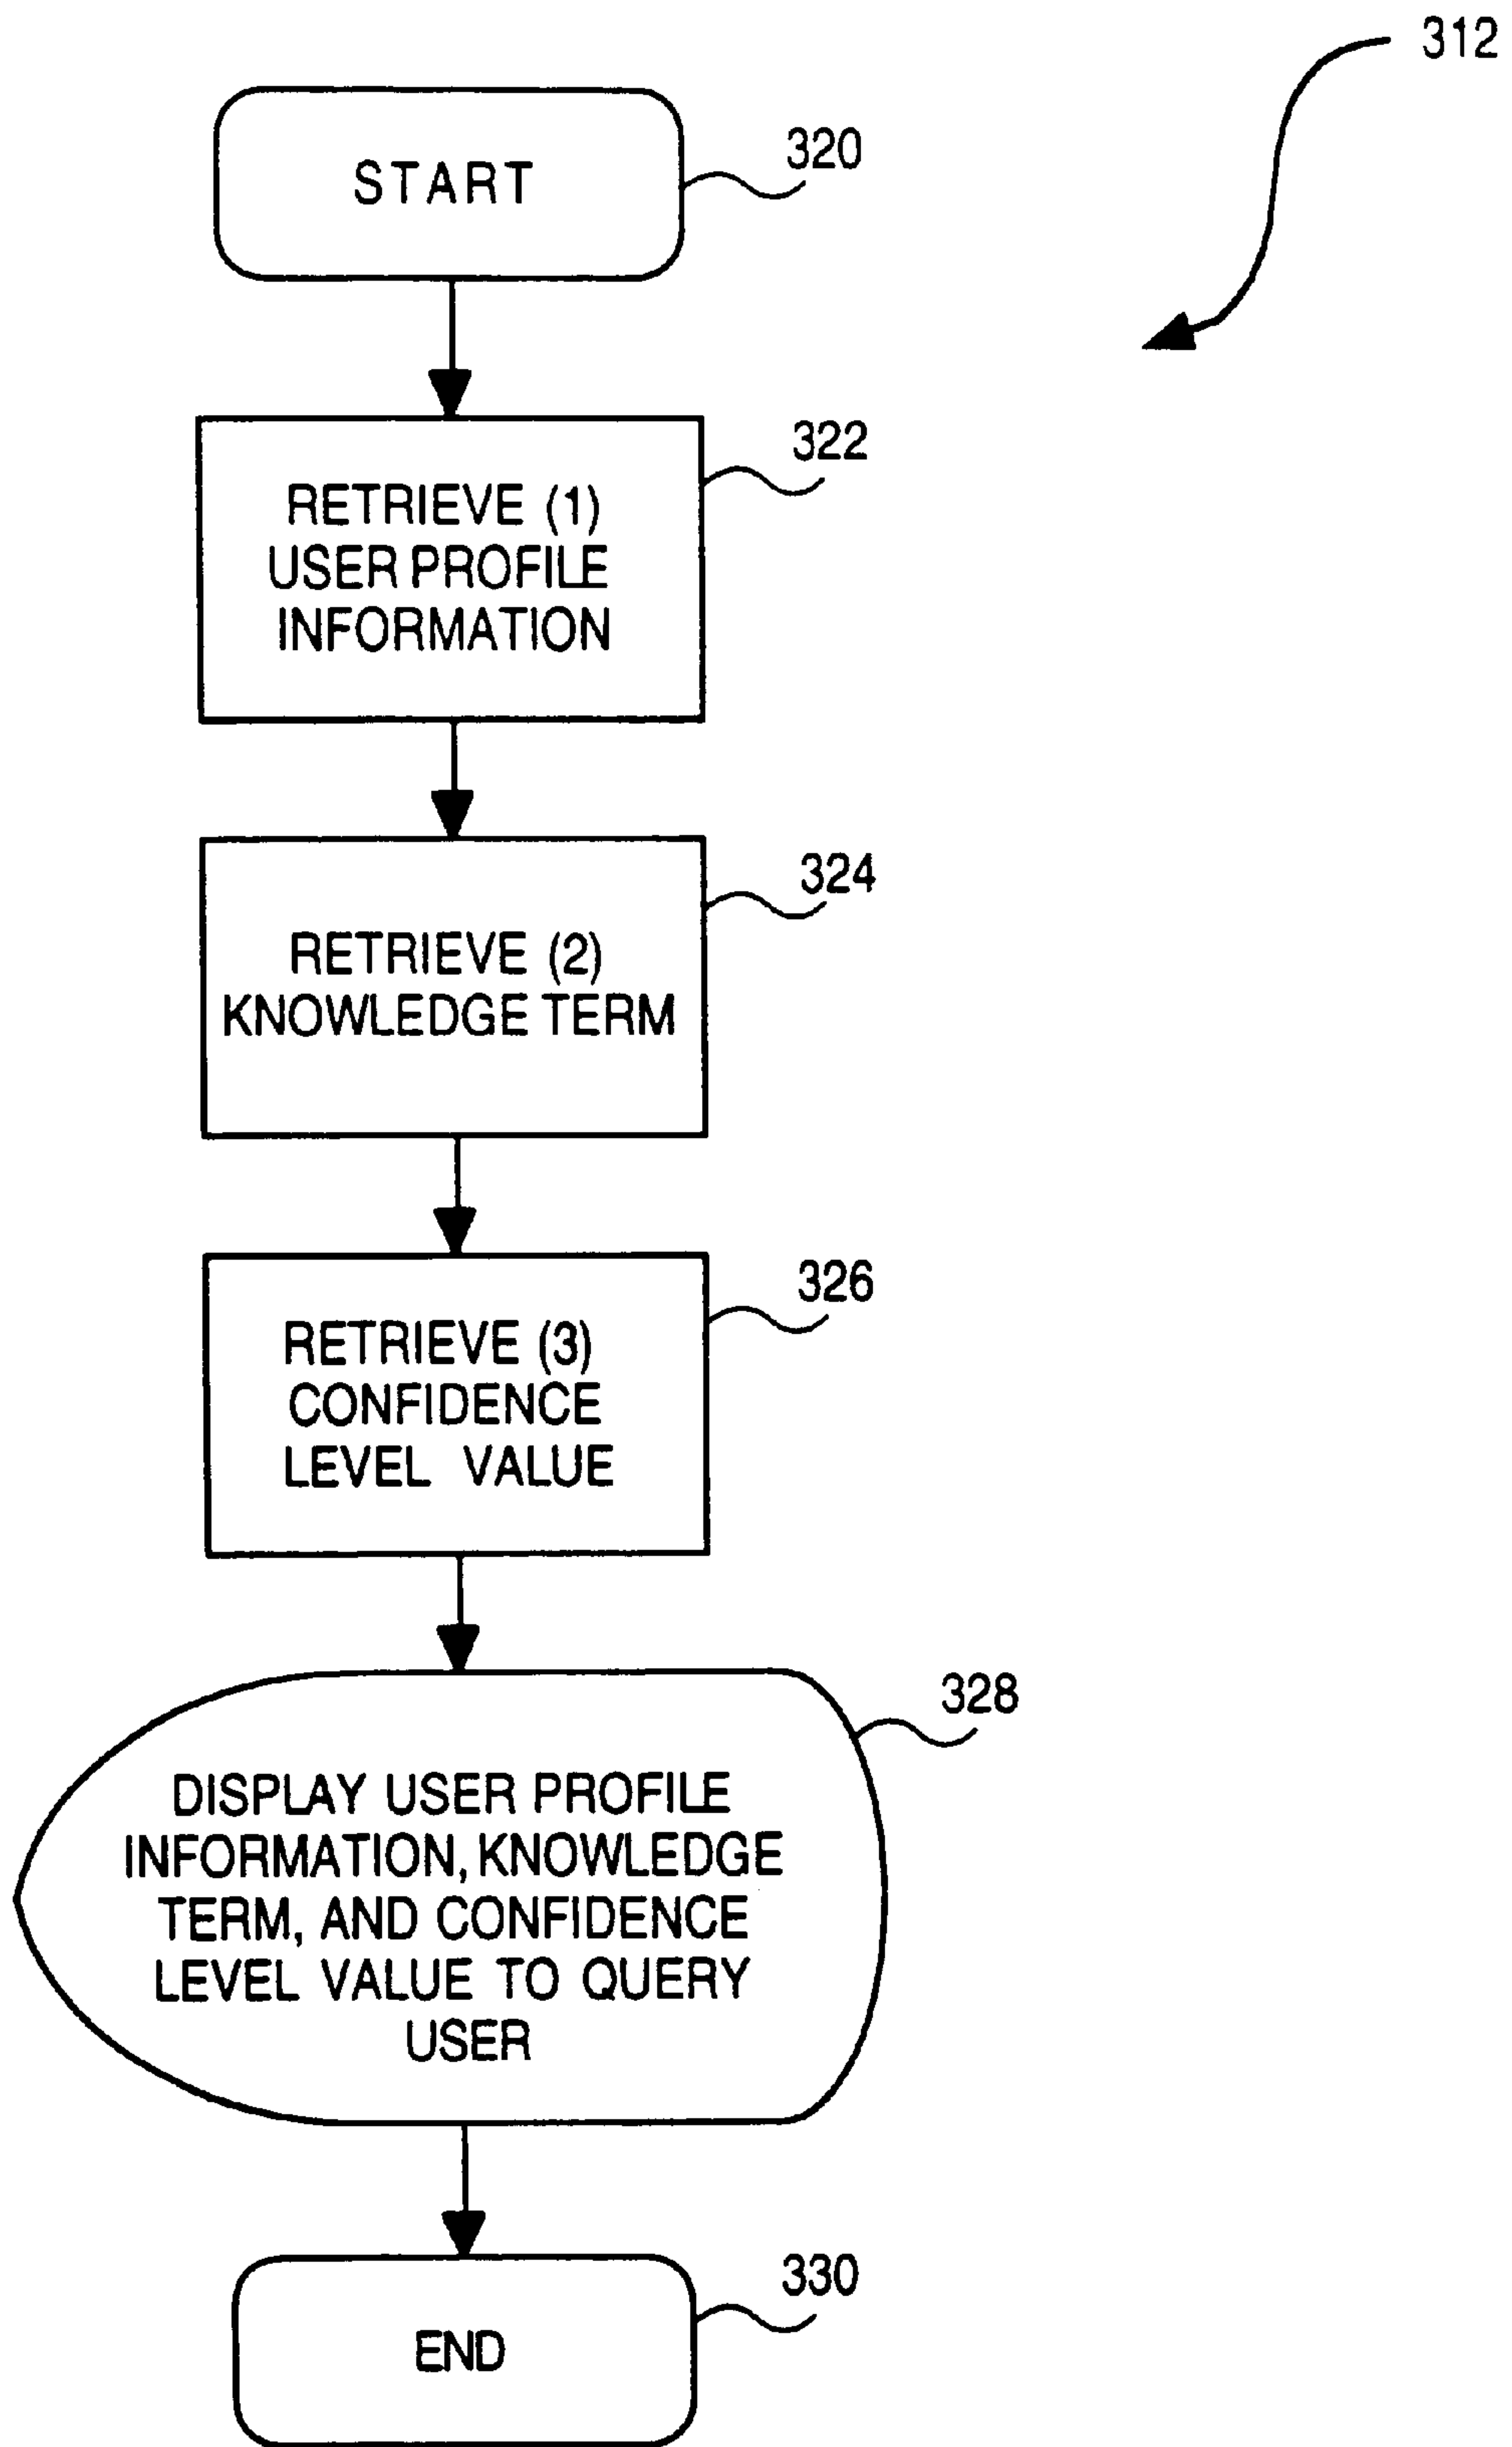 312
START
320
RETRIEVE (1)
USER PROFILE
INFORMATION
322
RETRIEVE (2)
KNOWLEDGE TERM
324
RETRIEVE (3)
CONFIDENCE
LEVEL VALUE
326
DISPLAY USER PROFILE
INFORMATION, KNOWLEDGE
TERM, AND CONFIDENCE
LEVEL VALUE TO QUERY
USER
328
END
330